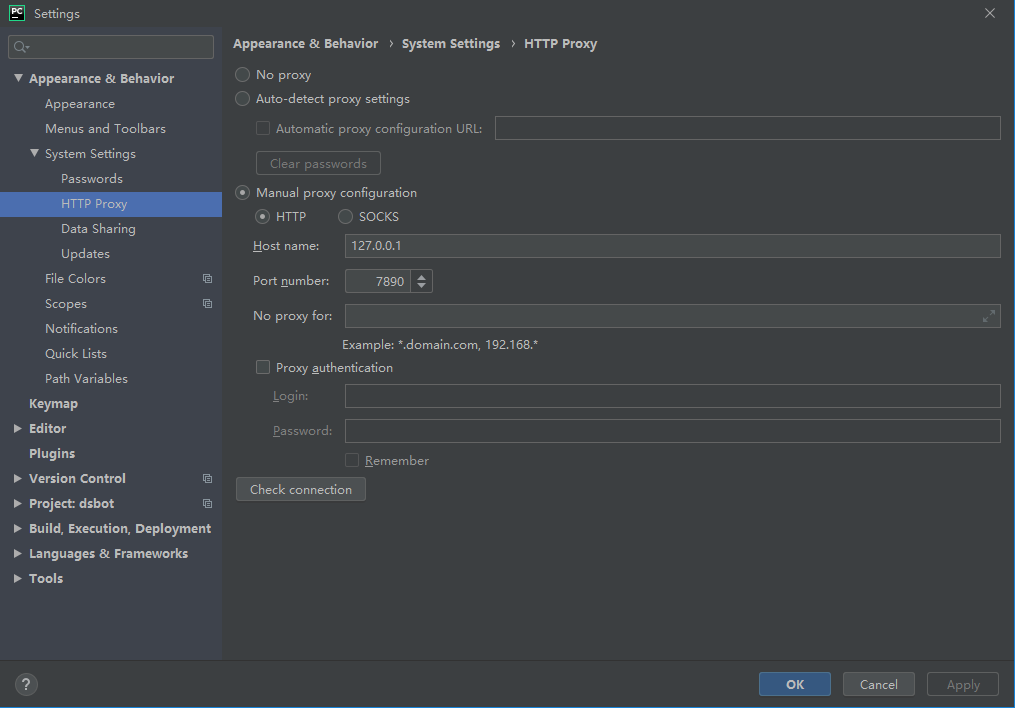 PC Settings
Appearance & Behavior
Appearance
Menus and Toolbars
System Settings
Passwords
HTTP Proxy
Data Sharing
Updates
File Colors
Scopes
Notifications
Quick Lists
Path Variables
Keymap
Editor
Plugins
Version Control
Project: dsbot
Build, Execution, Deployment
Languages & Frameworks
Tools
Appearance & Behavior › System Settings › HTTP Proxy
No proxy
Auto-detect proxy settings
Automatic proxy configuration URL:
Clear passwords
Manual proxy configuration
HTTP SOCKS
Host name: 127.0.0.1
Port number: 7890
No proxy for:
Example: *.domain.com, 192.168.*
Proxy authentication
Login:
Password:
Remember
Check connection
? OK Cancel Apply